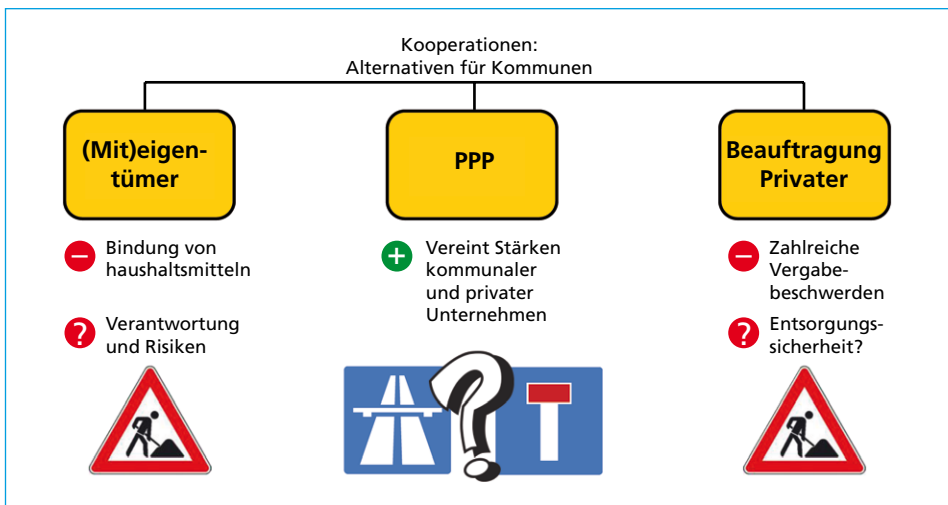 Kooperationen:
Alternativen für Kommunen
(Mit)eigen-
tümer
PPP
Beauftragung
Privater
Bindung von
haushaltsmitteln
Verantwortung
und Risiken
Vereint Stärken
kommunaler
und privater
Unternehmen
Zahlreiche
Vergabe-
beschwerden
Entsorgungs-
sicherheit?